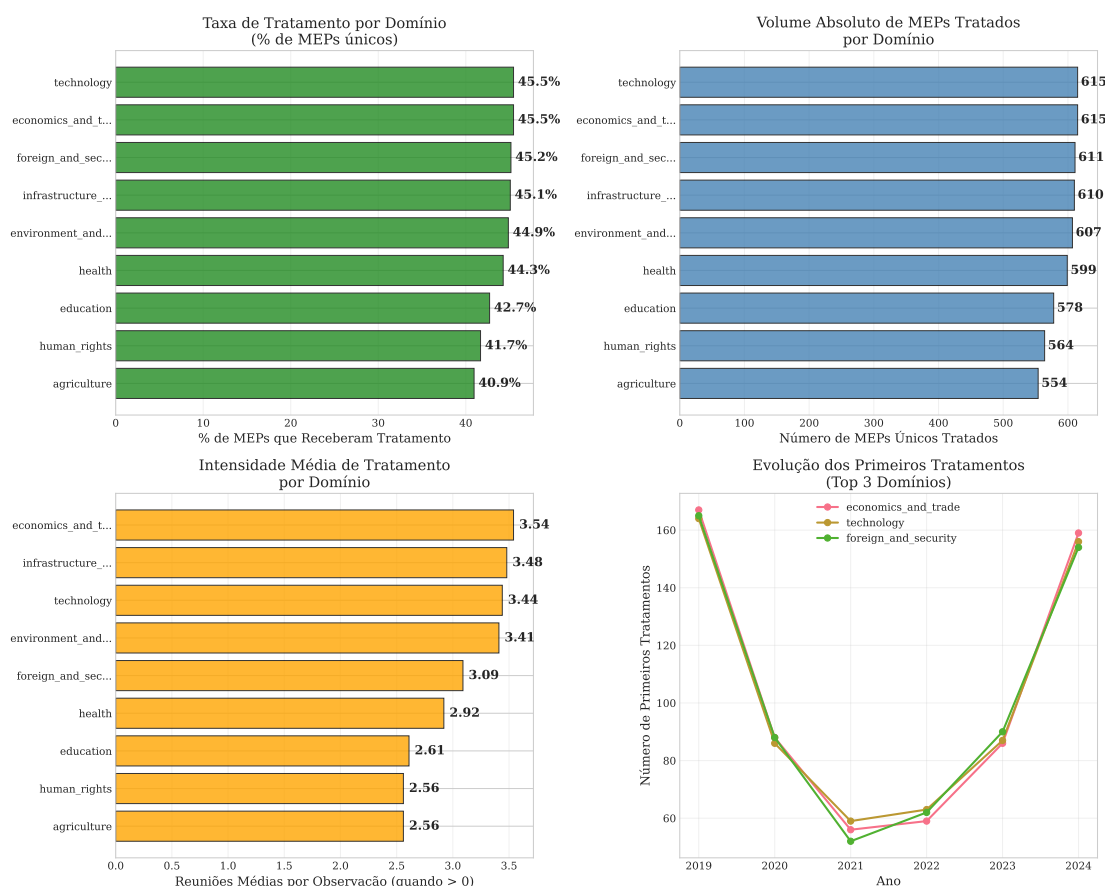 Taxa de Tratamento por Domínio
(% de MEPs únicos)
technology
45.5%
economics_and_t...
45.5%
foreign_and_sec...
45.2%
infrastructure_...
45.1%
environment_and...
44.9%
health
44.3%
education
42.7%
human_rights
41.7%
agriculture
40.9%
0 10 20 30 40
% de MEPs que Receberam Tratamento
Volume Absoluto de MEPs Tratados
por Domínio
technology
615
economics_and_t...
615
foreign_and_sec...
611
infrastructure_...
610
environment_and...
607
health
599
education
578
human_rights
564
agriculture
554
0 100 200 300 400 500 600
Número de MEPs Únicos Tratados
Intensidade Média de Tratamento
por Domínio
economics_and_t...
3.54
infrastructure_...
3.48
technology
3.44
environment_and...
3.41
foreign_and_sec...
3.09
health
2.92
education
2.61
human_rights
2.56
agriculture
2.56
0.0 0.5 1.0 1.5 2.0 2.5 3.0 3.5
Reuniões Médias por Observação (quando > 0)
Evolução dos Primeiros Tratamentos
(Top 3 Domínios)
economics_and_trade
technology
foreign_and_security
Número de Primeiros Tratamentos
160
140
120
100
80
60
2019 2020 2021 2022 2023 2024
Ano